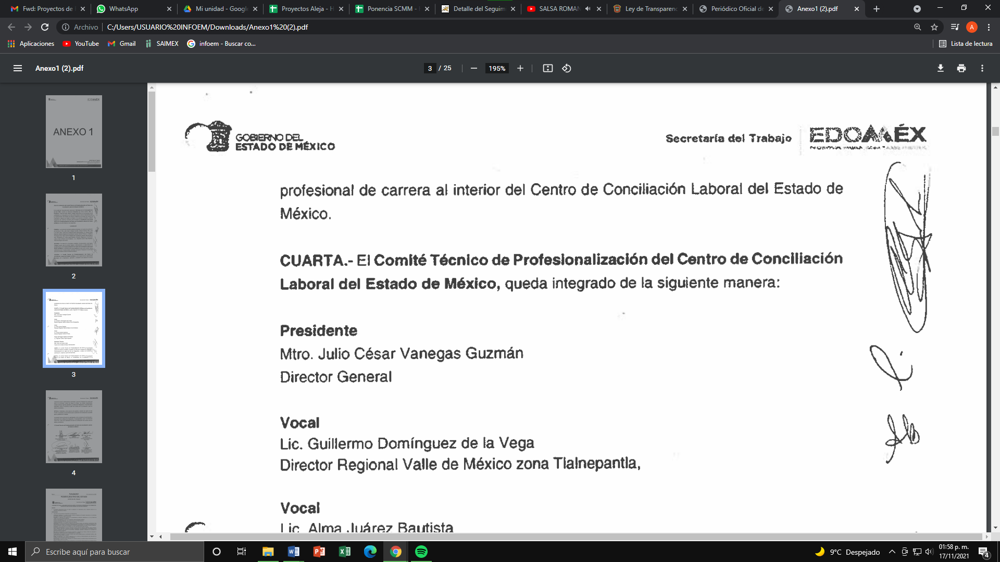 Fwd: Proyectos de
WhatsApp
Mi unidad - Google
Proyectos Aleja - H
Ponencia SCMM -
Detalle del Seguim
SALSA ROMAN
Ley de Transparenc
Periódico Oficial de
Anexo1 (2).pdf
Archivo C:/Users/USUARIO%20INFOEM/Downloads/Anexo1%20(2).pdf
Aplicaciones YouTube Gmail SAIMEX infoem - Buscar co... Lista de lectura
Anexo1 (2).pdf 3 / 25 195%
ANEXO 1
1
2
3
4
GOBIERNO DEL
ESTADO DE MÉXICO
Secretaría del Trabajo
EDOMÉX
profesional de carrera al interior del Centro de Conciliación Laboral del Estado de
México.
CUARTA.- El Comité Técnico de Profesionalización del Centro de Conciliación
Laboral del Estado de México, queda integrado de la siguiente manera:
Presidente
Mtro. Julio César Vanegas Guzmán
Director General
Vocal
Lic. Guillermo Domínguez de la Vega
Director Regional Valle de México zona Tlalnepantla,
Vocal
Lic. Alma Juárez Bautista
Escribe aquí para buscar
9°C Despejado
01:58 p. m.
17/11/2021
4